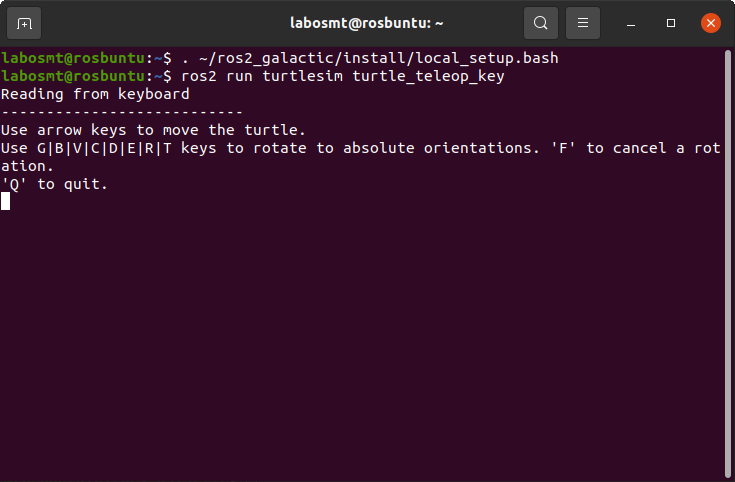 labosmt@rosbuntu: ~
labosmt@rosbuntu:~$ . ~/ros2_galactic/install/local_setup.bash
labosmt@rosbuntu:~$ ros2 run turtlesim turtle_teleop_key
Reading from keyboard
---------------------------
Use arrow keys to move the turtle.
Use G|B|V|C|D|E|R|T keys to rotate to absolute orientations. 'F' to cancel a rot
ation.
'Q' to quit.